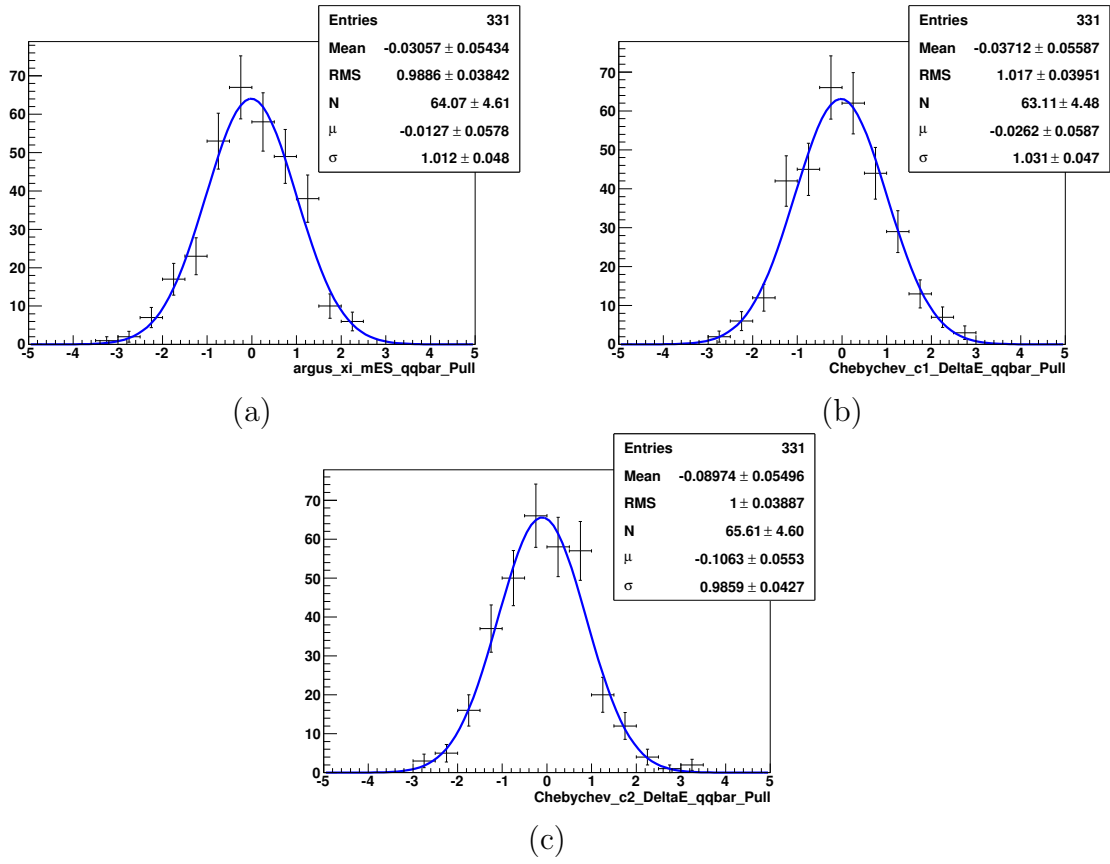 Entries 331
Mean -0.03057 ± 0.05434
RMS 0.9886 ± 0.03842
N 64.07 ± 4.61
μ -0.0127 ± 0.0578
σ 1.012 ± 0.048
70
60
50
40
30
20
10
0
-5 -4 -3 -2 -1 0 1 2 3 4 5
argus_xi_mES_qqbar_Pull
(a)
Entries 331
Mean -0.03712 ± 0.05587
RMS 1.017 ± 0.03951
N 63.11 ± 4.48
μ -0.0262 ± 0.0587
σ 1.031 ± 0.047
70
60
50
40
30
20
10
0
-5 -4 -3 -2 -1 0 1 2 3 4 5
Chebychev_c1_DeltaE_qqbar_Pull
(b)
Entries 331
Mean -0.08974 ± 0.05496
RMS 1 ± 0.03887
N 65.61 ± 4.60
μ -0.1063 ± 0.0553
σ 0.9859 ± 0.0427
70
60
50
40
30
20
10
0
-5 -4 -3 -2 -1 0 1 2 3 4 5
Chebychev_c2_DeltaE_qqbar_Pull
(c)